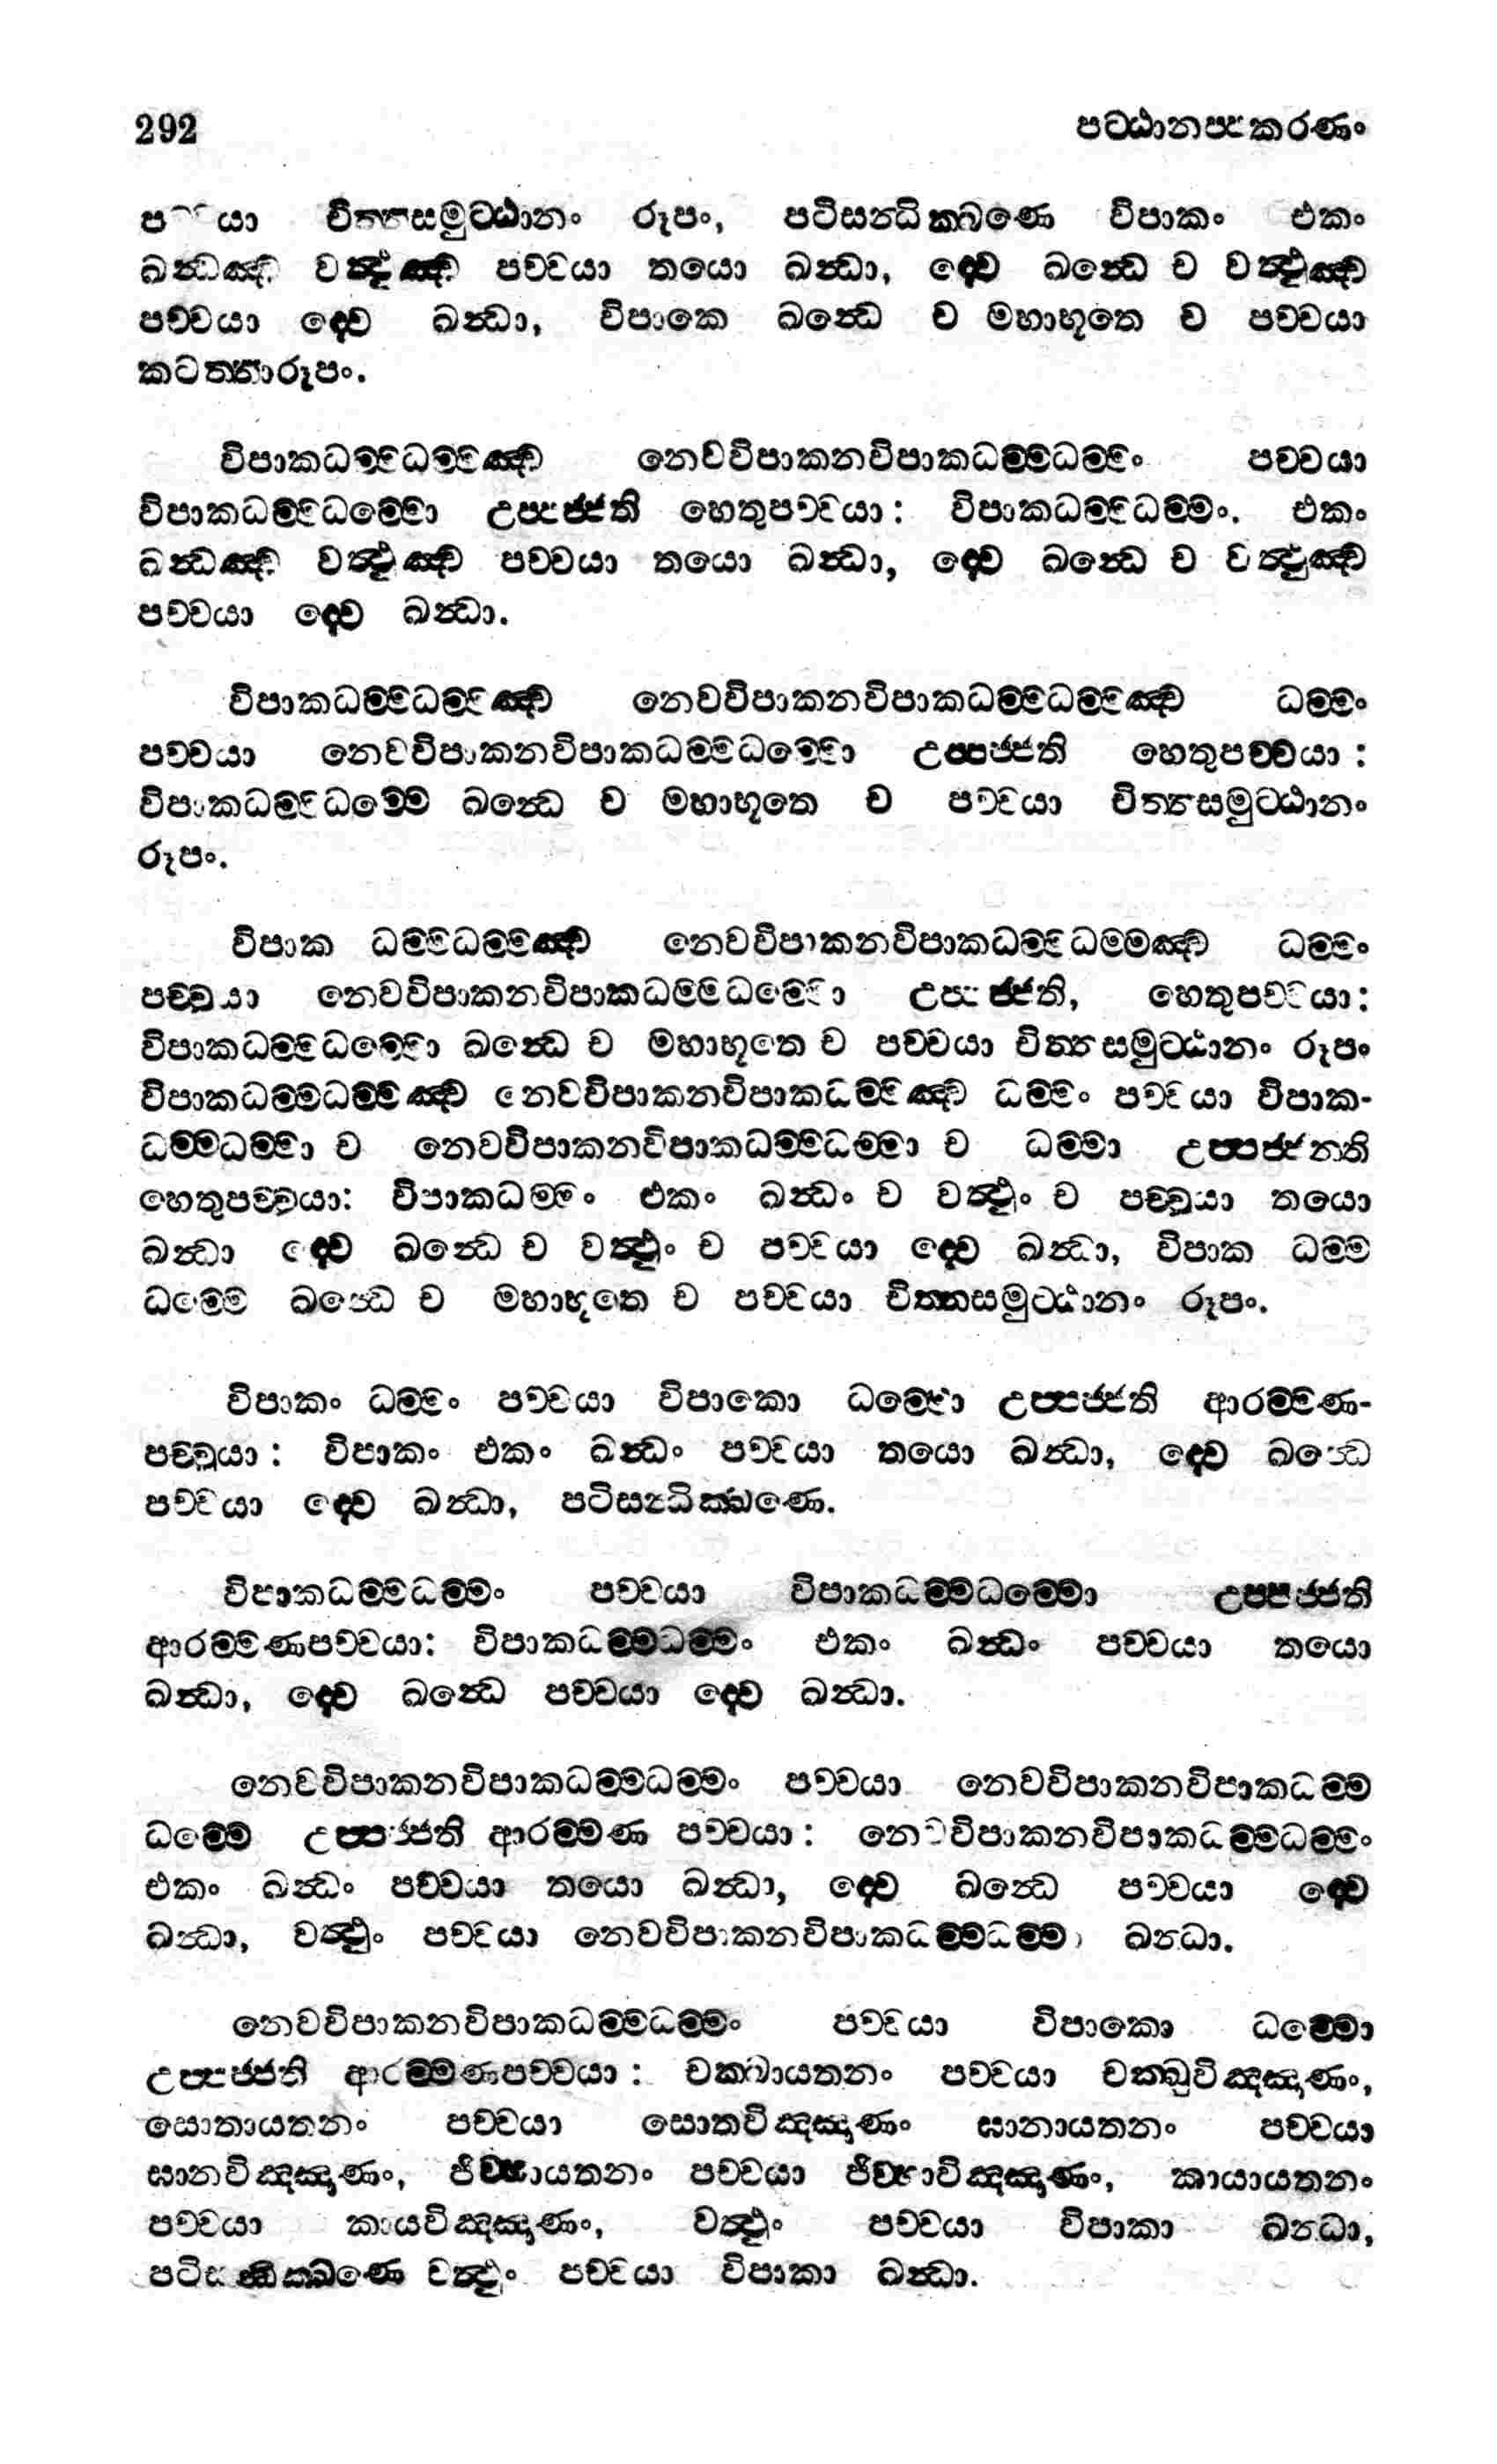 292 පට්ඨානප්පකරණං
පච්චයා චිත්තසමුට්ඨානං රූපං, පටිසන්ධික්ඛණෙ විපාකං එකං
ඛන්ධඤ්ච වත්ථුඤ්ච පච්චයා තයො ඛන්ධා, ද්වෙ ඛන්ධෙ ච වත්ථුඤ්ච
පච්චයා ද්වෙ ඛන්ධා, විපාකෙ ඛන්ධෙ ච මහාභූතෙ ච පච්චයා
කටත්තාරූපං.
විපාකධම්මධම්මඤ්ච නෙවවිපාකනවිපාකධම්මධම්මං පච්චයා
විපාකධම්මධම්මො උප්පජ්ජති හෙතුපච්චයා: විපාකධම්මධම්මං. එකං
ඛන්ධඤ්ච වත්ථුඤ්ච පච්චයා තයො ඛන්ධා, ද්වෙ ඛන්ධෙ ච වත්ථුඤ්ච
පච්චයා ද්වෙ ඛන්ධා.
විපාකධම්මධම්මඤ්ච නෙවවිපාකනවිපාකධම්මධම්මඤ්ච ධම්මං
පච්චයා නෙවවිපාකනවිපාකධම්මධම්මො උප්පජ්ජති හෙතුපච්චයා:
විපාකධම්මධම්මෙ ඛන්ධෙ ච මහාභූතෙ ච පච්චයා චිත්තසමුට්ඨානං
රූපං.
විපාක ධම්මධම්මඤ්ච නෙවවිපාකනවිපාකධම්මධම්මඤ්ච ධම්මං
පච්චයා නෙවවිපාකනවිපාකධම්මධම්මො උප්පජ්ජති, හෙතුපච්චයා:
විපාකධම්මධම්මො ඛන්ධෙ ච මහාභූතෙ ච පච්චයා චිත්තසමුට්ඨානං රූපං
විපාකධම්මධම්මඤ්ච නෙවවිපාකනවිපාකධම්මඤ්ච ධම්මං පච්චයා විපාක-
ධම්මධම්මා ච නෙවවිපාකනවිපාකධම්මධම්මා ච ධම්මා උප්පජ්ජනති
හෙතුපච්චයා: විපාකධම්මං එකං ඛන්ධං ච වත්ථුං ච පච්චයා තයො
ඛන්ධා ද්වෙ ඛන්ධෙ ච වත්ථුං ච පච්චයා ද්වෙ ඛන්ධා, විපාක ධම්ම
ධම්මෙ ඛන්ධෙ ච මහාභූතෙ ච පච්චයා චිත්තසමුට්ඨානං රූපං.
විපාකං ධම්මං පච්චයා විපාකො ධම්මො උප්පජ්ජති ආරම්මණ-
පච්චයා: විපාකං එකං ඛන්ධං පච්චයා තයො ඛන්ධා, ද්වෙ ඛන්ධෙ
පච්චයා ද්වෙ ඛන්ධා, පටිසන්ධික්ඛණෙ.
විපාකධම්මධම්මං පච්චයා විපාකධම්මධම්මො උප්පජ්ජති
ආරම්මණපච්චයා: විපාකධම්මධම්මං එකං ඛන්ධං පච්චයා තයො
ඛන්ධා, ද්වෙ ඛන්ධෙ පච්චයා ද්වෙ ඛන්ධා.
නෙවවිපාකනවිපාකධම්මධම්මං පච්චයා නෙවවිපාකනවිපාකධම්ම
ධම්මෙ උප්පජ්ජති ආරම්මණ පච්චයා: නෙවවිපාකනවිපාකධම්මධම්මං
එකං ඛන්ධං පච්චයා තයො ඛන්ධා, ද්වෙ ඛන්ධෙ පච්චයා ද්වෙ
ඛන්ධා, වත්ථුං පච්චයා නෙවවිපාකනවිපාකධම්මධම්මා ඛන්ධා.
නෙවවිපාකනවිපාකධම්මධම්මං පච්චයා විපාකො ධම්මො
උප්පජ්ජති ආරම්මණපච්චයා: චක්ඛායතනං පච්චයා චක්ඛුවිඤ්ඤාණං,
සොතායතනං පච්චයා සොතවිඤ්ඤාණං ඝානායතනං පච්චයා
ඝානවිඤ්ඤාණං, ජිව්හායතනං පච්චයා ජිව්හාවිඤ්ඤාණං, කායායතනං
පච්චයා කායවිඤ්ඤාණං, වත්ථුං පච්චයා විපාකා ඛන්ධා,
පටිසන්ධික්ඛණෙ වත්ථුං පච්චයා විපාකා ඛන්ධා.